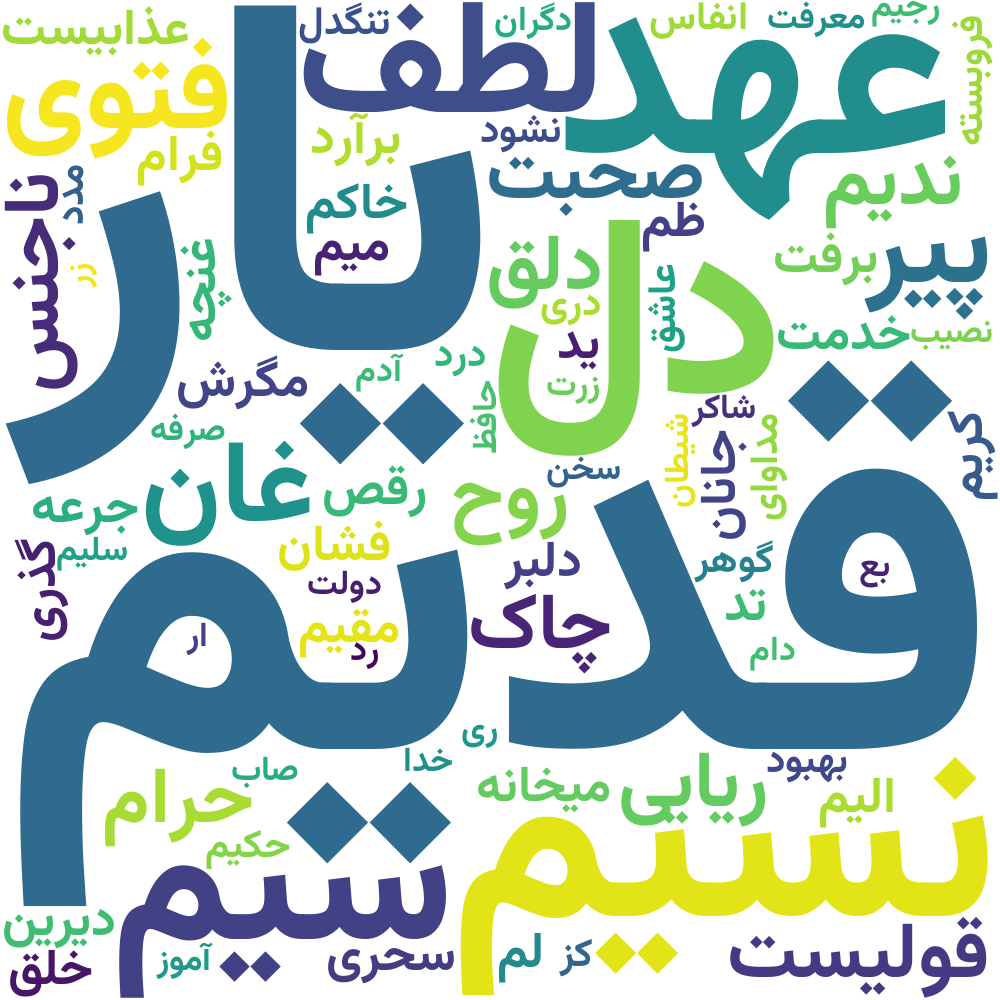 عذابیست
تنگدل
لطف
دگران
انفاس
معرفت
رجیم
فتوی
یار
عهد
فروبسته
فرام
برآرد
نشود
صحبت
ندیم
ناجنس
مدد
خاکم
ظم
میم
زر
غنچه
دلق
دل
عاشق
برفت
پیر
دری
ید
خدمت
نصیب
مگرش
آدم
درد
زرت
حافظ
صرفه
شاکر
جانان
شیطان
مداوای
کریم
قدیم
غان
رقص
روح
سخن
جرعه
سلیم
گذری
فشان
دولت
مقیم
دلبر
گوهر
بع
چاک
تد
ار
رد
دام
ری
خدا
صاب
بهبود
حرام
میخانه
ریایی
الیم
حکیم
شیم
نسیم
دیرین
خلق
آموز
سحری
لم
کز
قولیست